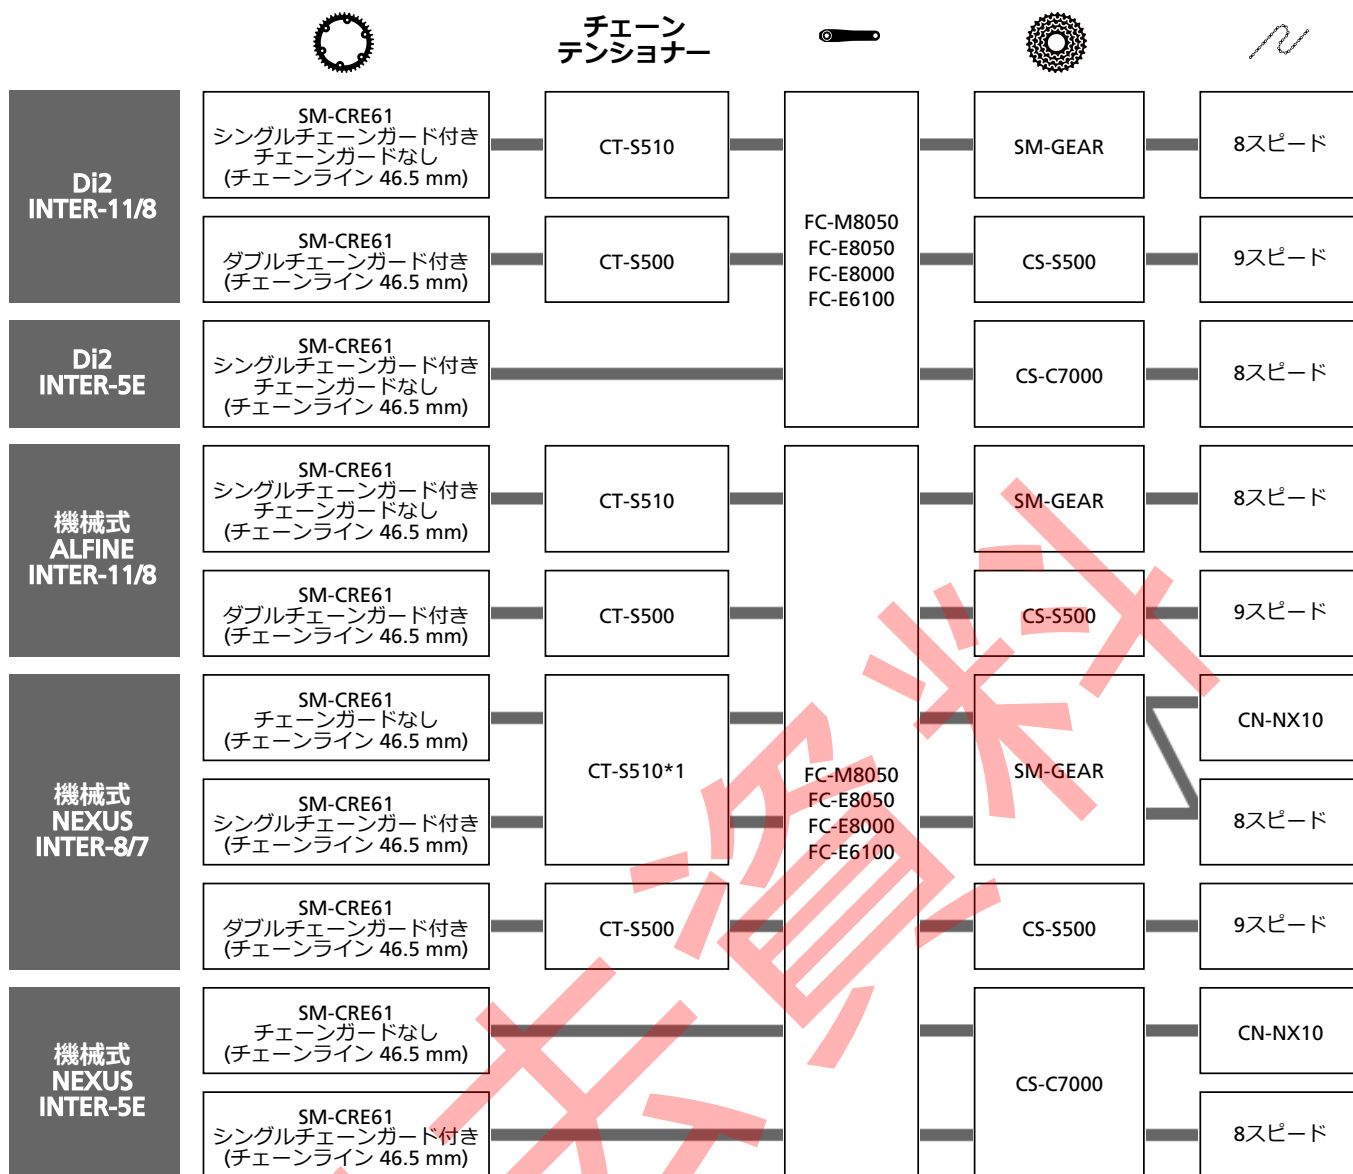 チェーン
テンショナー
Di2
INTER-11/8
SM-CRE61
シングルチェーンガード付き
チェーンガードなし
(チェーンライン 46.5 mm)
CT-S510
FC-M8050
FC-E8050
FC-E8000
FC-E6100
SM-GEAR
8スピード
SM-CRE61
ダブルチェーンガード付き
(チェーンライン 46.5 mm)
CT-S500
CS-S500
9スピード
Di2
INTER-5E
SM-CRE61
シングルチェーンガード付き
チェーンガードなし
(チェーンライン 46.5 mm)
CS-C7000
8スピード
機械式
ALFINE
INTER-11/8
SM-CRE61
シングルチェーンガード付き
チェーンガードなし
(チェーンライン 46.5 mm)
CT-S510
FC-M8050
FC-E8050
FC-E8000
FC-E6100
SM-GEAR
8スピード
SM-CRE61
ダブルチェーンガード付き
(チェーンライン 46.5 mm)
CT-S500
CS-S500
9スピード
機械式
NEXUS
INTER-8/7
SM-CRE61
チェーンガードなし
(チェーンライン 46.5 mm)
CT-S510*1
SM-GEAR
CN-NX10
SM-CRE61
シングルチェーンガード付き
(チェーンライン 46.5 mm)
8スピード
SM-CRE61
ダブルチェーンガード付き
(チェーンライン 46.5 mm)
CT-S500
CS-S500
9スピード
機械式
NEXUS
INTER-5E
SM-CRE61
チェーンガードなし
(チェーンライン 46.5 mm)
CS-C7000
CN-NX10
SM-CRE61
シングルチェーンガード付き
(チェーンライン 46.5 mm)
8スピード
資料